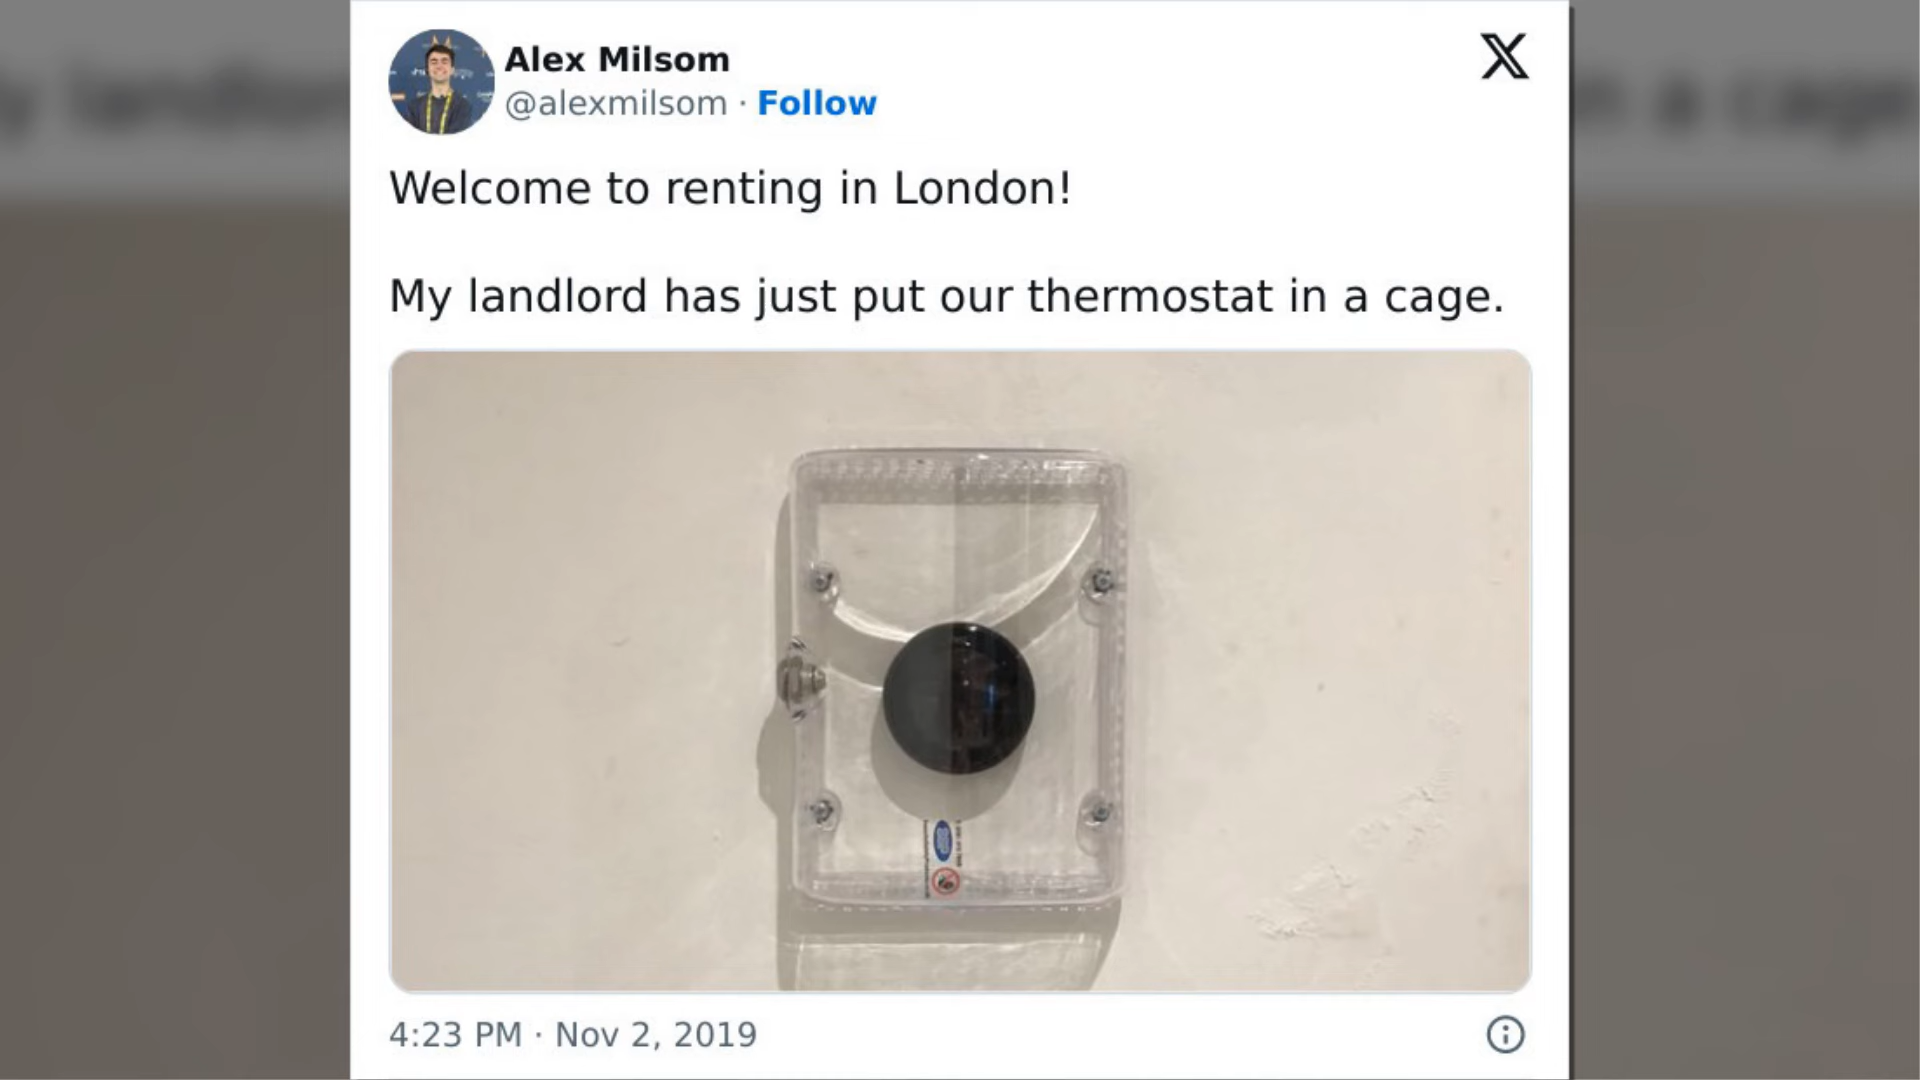 Alex Milsom
@alexmilsom · Follow
Welcome to renting in London!
My landlord has just put our thermostat in a cage.
4:23 PM · Nov 2, 2019